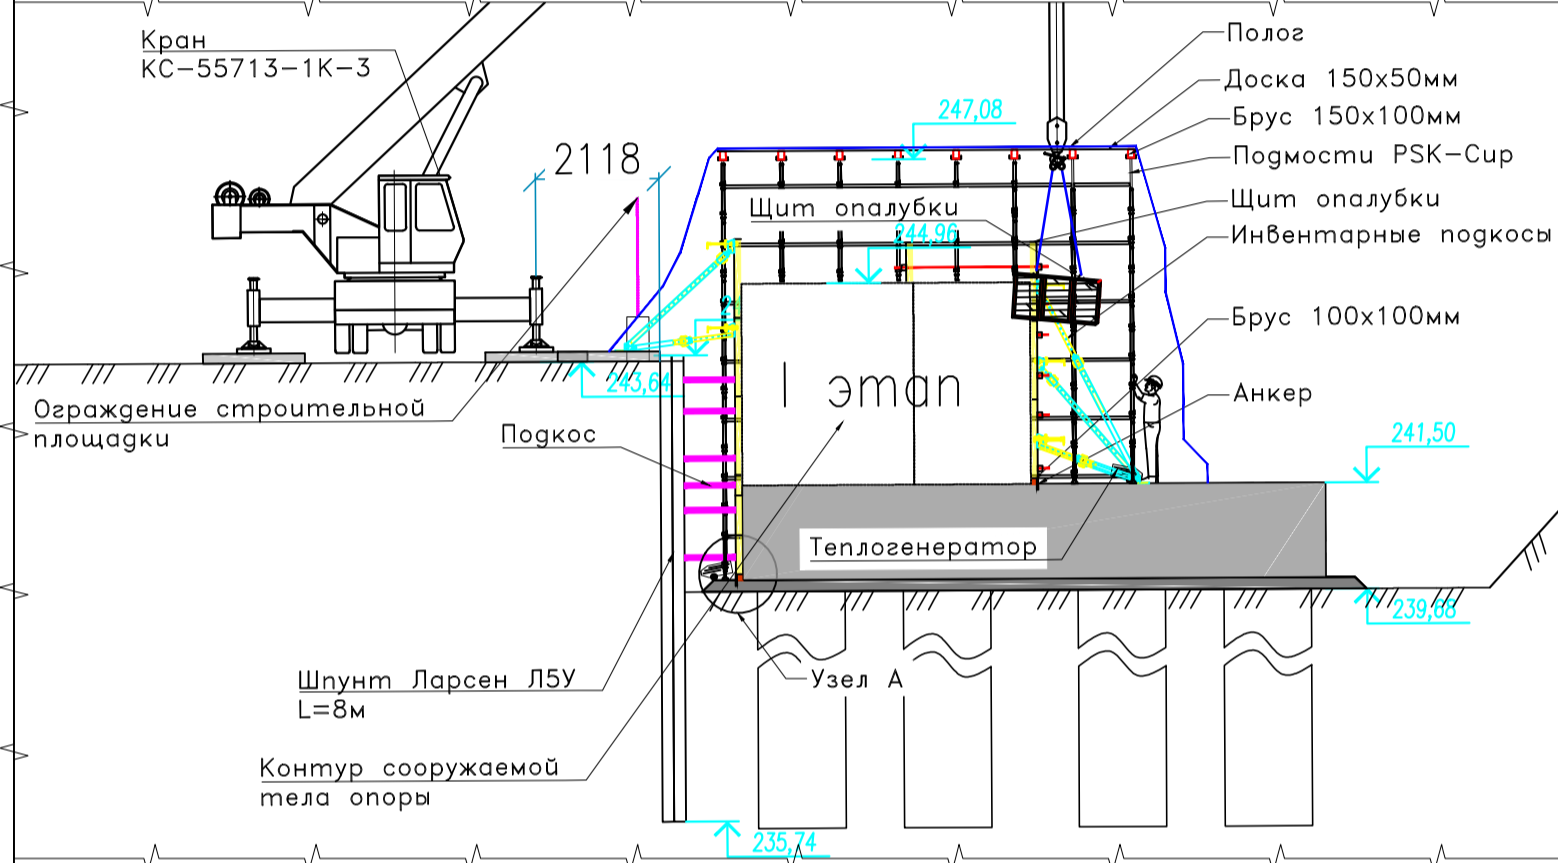 Кран
КС-55713-1К-3
2118
247,08
Полог
Доска 150х50мм
Брус 150х100мм
Подмости PSK-Cup
Щит опалубки
Инвентарные подкосы
Щит опалубки
244,96
Брус 100х100мм
243,64
I этап
Анкер
Ограждение строительной
площадки
Подкос
241,50
Теплогенератор
239,68
Шпунт Ларсен Л5У
L=8м
Узел А
Контур сооружаемой
тела опоры
235,74